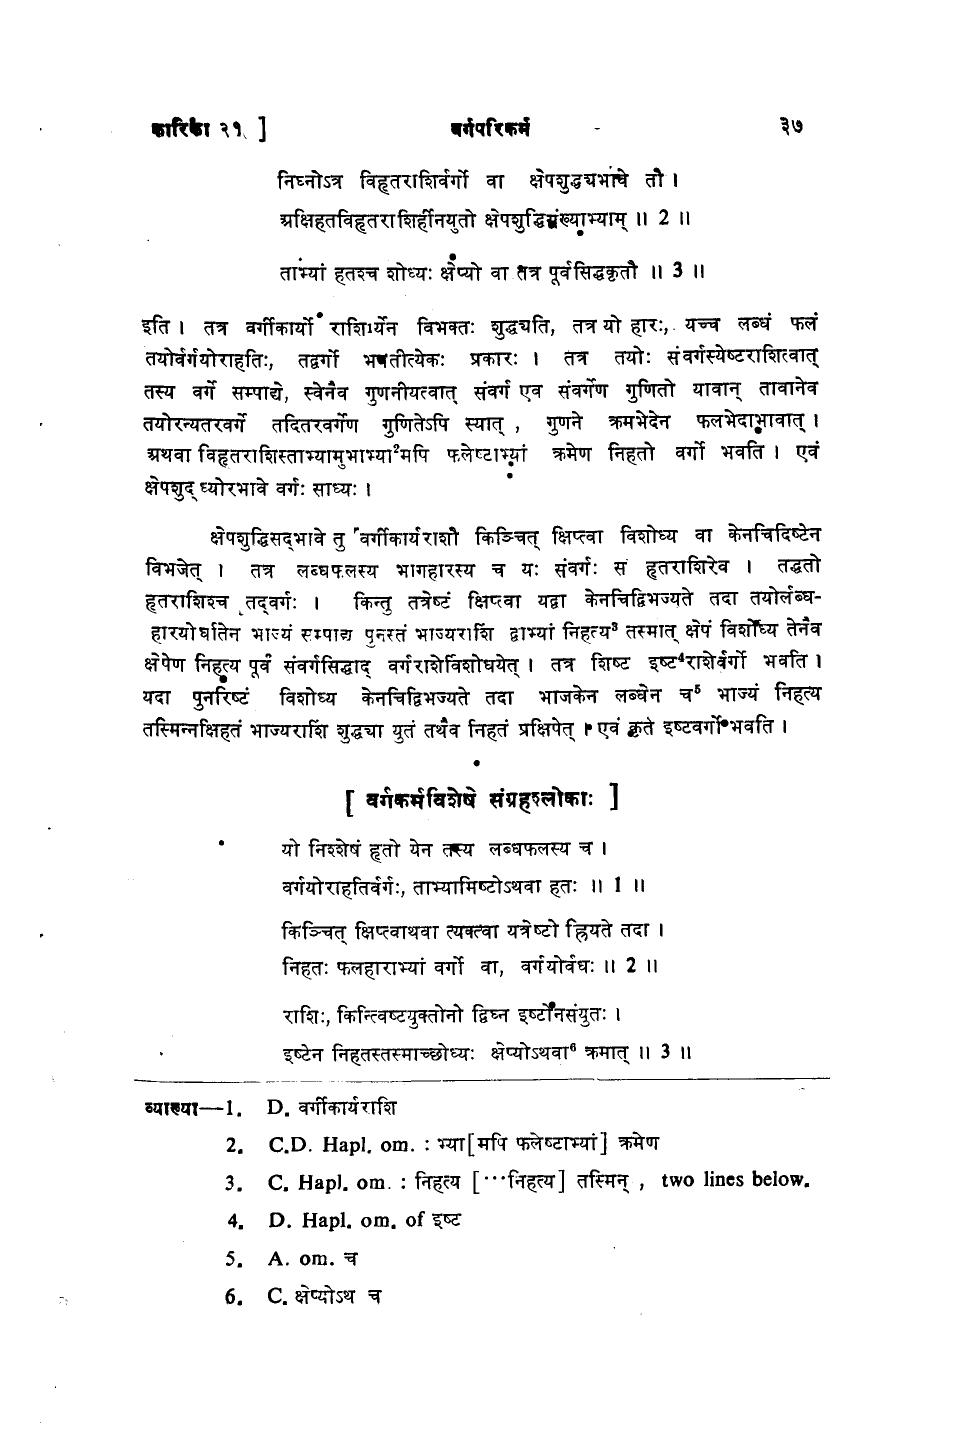 कारिका २१ ] वर्गपरिकर्म ३७
निघ्नोऽत्र विहृतराशिर्वर्गो वा क्षेपशुद्ध्यभावे तौ ।
अक्षिहतविहृतराशिर्हीनयुतो क्षेपशुद्धिसंख्याभ्याम् ॥ 2 ॥
ताभ्यां हतश्च शोध्यः क्षेप्यो वा तत्र पूर्वसिद्धकृतौ ॥ 3 ॥
इति । तत्र वर्गीकार्यो राशिर्येन विभक्तः शुद्ध्यति, तत्र यो हारः, यच्च लब्धं फलं
तयोर्वर्गयोराहतिः, तद्वर्गो भवतीत्येकः प्रकारः । तत्र तयोः संवर्गस्येष्टराशित्वात्
तस्य वर्गे सम्पाद्ये, स्वेनैव गुणनीयत्वात् संवर्ग एव संवर्गेण गुणितो यावान् तावानेव
तयोरन्यतरवर्गे तदितरवर्गेण गुणितेऽपि स्यात् , गुणने क्रमभेदेन फलभेदाभावात् ।
अथवा विहृतराशिस्ताभ्यामुभाभ्या²मपि फलेष्टाभ्यां क्रमेण निहतो वर्गो भवति । एवं
क्षेपशुद्ध्योरभावे वर्गः साध्यः ।
क्षेपशुद्धिसद्भावे तु ¹वर्गीकार्यराशौ किञ्चित् क्षिप्त्वा विशोध्य वा केनचिदिष्टेन
विभजेत् । तत्र लब्धफलस्य भागहारस्य च यः संवर्गः स हृतराशिरेव । तद्धतो
हृतराशिश्च तद्वर्गः । किन्तु तत्रेष्टं क्षिप्त्वा यद्वा केनचिद्विभज्यते तदा तयोर्लब्ध-
हारयोर्घातेन भाज्यं सम्पाद्य पुनस्तं भाज्यराशिं द्वाभ्यां निहत्य³ तस्मात् क्षेपं विशोध्य तेनैव
क्षेपेण निहत्य पूर्वं संवर्गसिद्धाद् वर्गराशेर्विशोधयेत् । तत्र शिष्ट इष्ट⁴राशेर्वर्गो भवति ।
यदा पुनरिष्टं विशोध्य केनचिद्विभज्यते तदा भाजकेन लब्धेन च⁵ भाज्यं निहत्य
तस्मिन्नक्षिहतं भाज्यराशिं शुद्ध्या युतं तथैव निहतं प्रक्षिपेत् । एवं कृते इष्टवर्गो भवति ।
[ वर्गकर्मविशेषे संग्रहश्लोकाः ]
यो निश्शेषं हृतो येन तस्य लब्धफलस्य च ।
वर्गयोराहतिर्वर्गः, ताभ्यामिष्टोऽथवा हतः ॥ 1 ॥
किञ्चित् क्षिप्त्वाथवा त्यक्त्वा यत्रेष्टो ह्रियते तदा ।
निहतः फलहाराभ्यां वर्गो वा, वर्गयोर्वधः ॥ 2 ॥
राशिः, किन्त्विष्टयुक्तोनो द्विघ्न इष्टोनसंयुतः ।
इष्टेन निहतस्तस्माच्छोध्यः क्षेप्योऽथवा⁶ क्रमात् ॥ 3 ॥
व्याख्या—1. D. वर्गीकार्यराशि
2. C.D. Hapl. om. : भ्या[मपि फलेष्टाभ्यां] क्रमेण
3. C. Hapl. om. : निहत्य [···निहत्य] तस्मिन् , two lines below.
4. D. Hapl. om. of इष्ट
5. A. om. च
6. C. क्षेप्योऽथ च